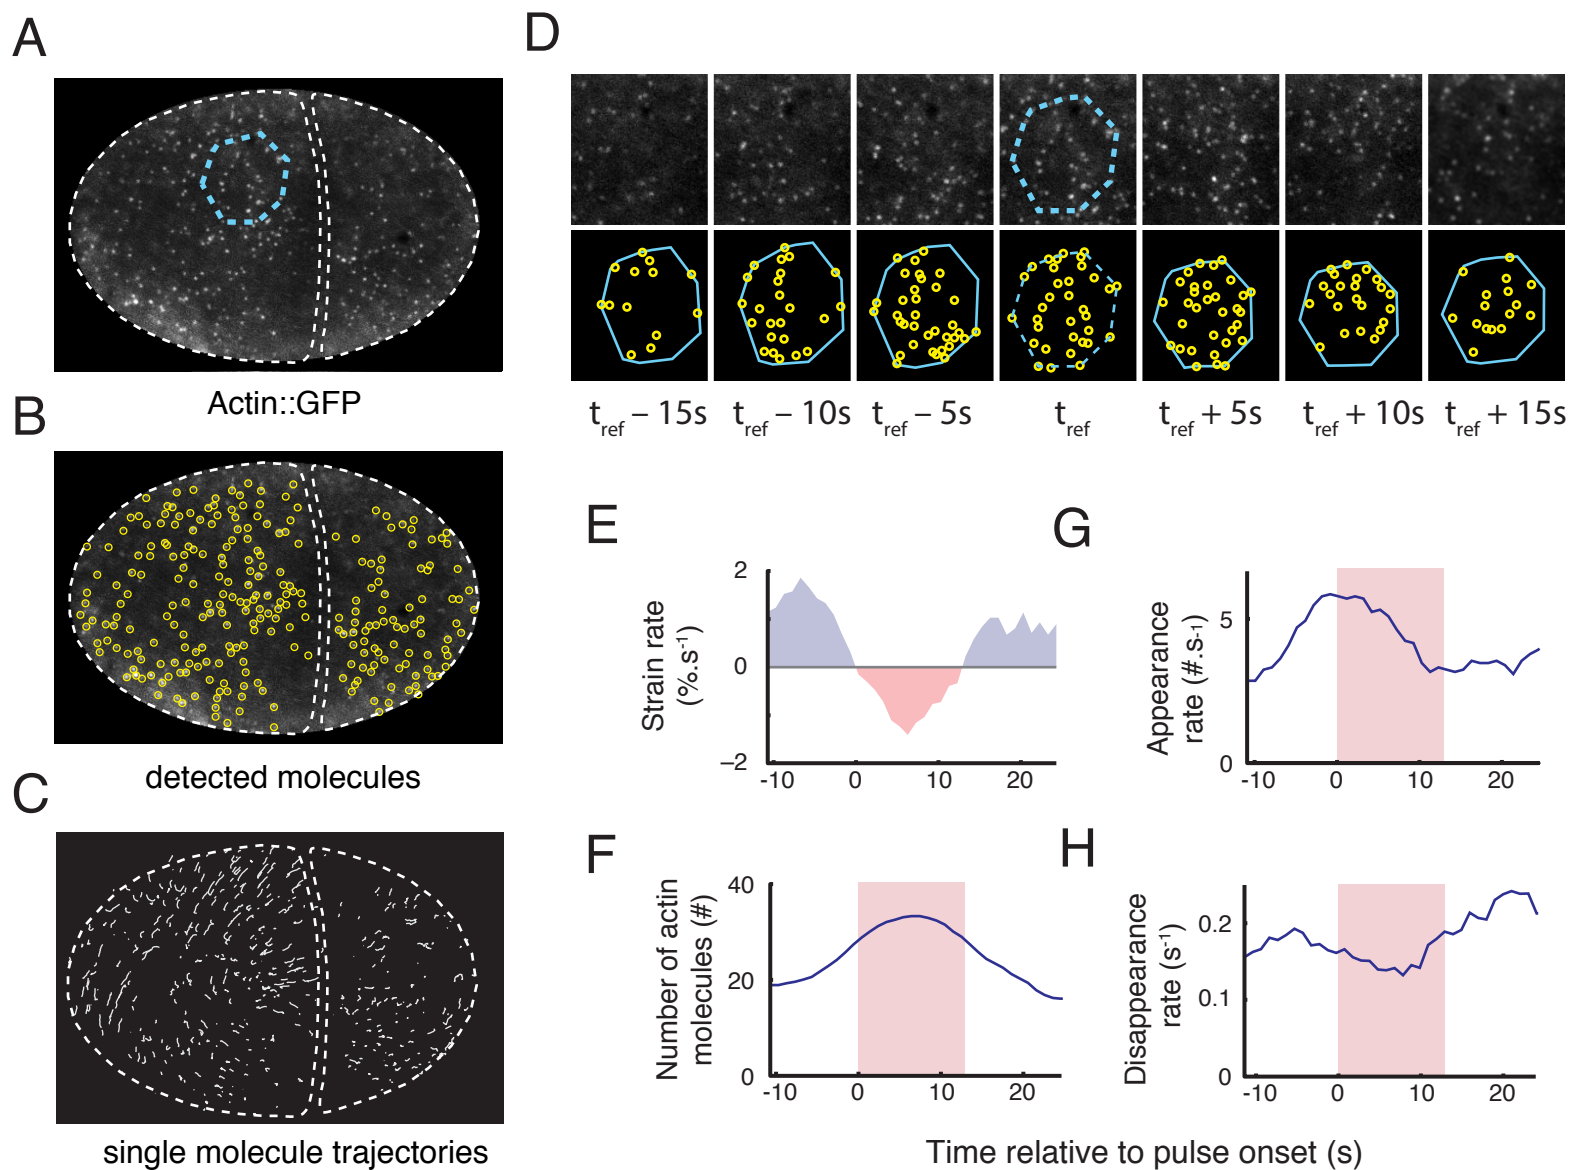 A
Actin::GFP
B
detected molecules
C
single molecule trajectories
D
t_ref – 15s
t_ref – 10s
t_ref – 5s
t_ref
t_ref + 5s
t_ref + 10s
t_ref + 15s
E
Strain rate
(%.s⁻¹)
2
0
–2
-10 0 10 20
F
Number of actin
molecules (#)
40
20
0
-10 0 10 20
G
Appearance
rate (#.s-1)
5
0
-10 0 10 20
H
Disappearance
rate (s⁻¹)
0.2
0.1
0
-10 0 10 20
Time relative to pulse onset (s)